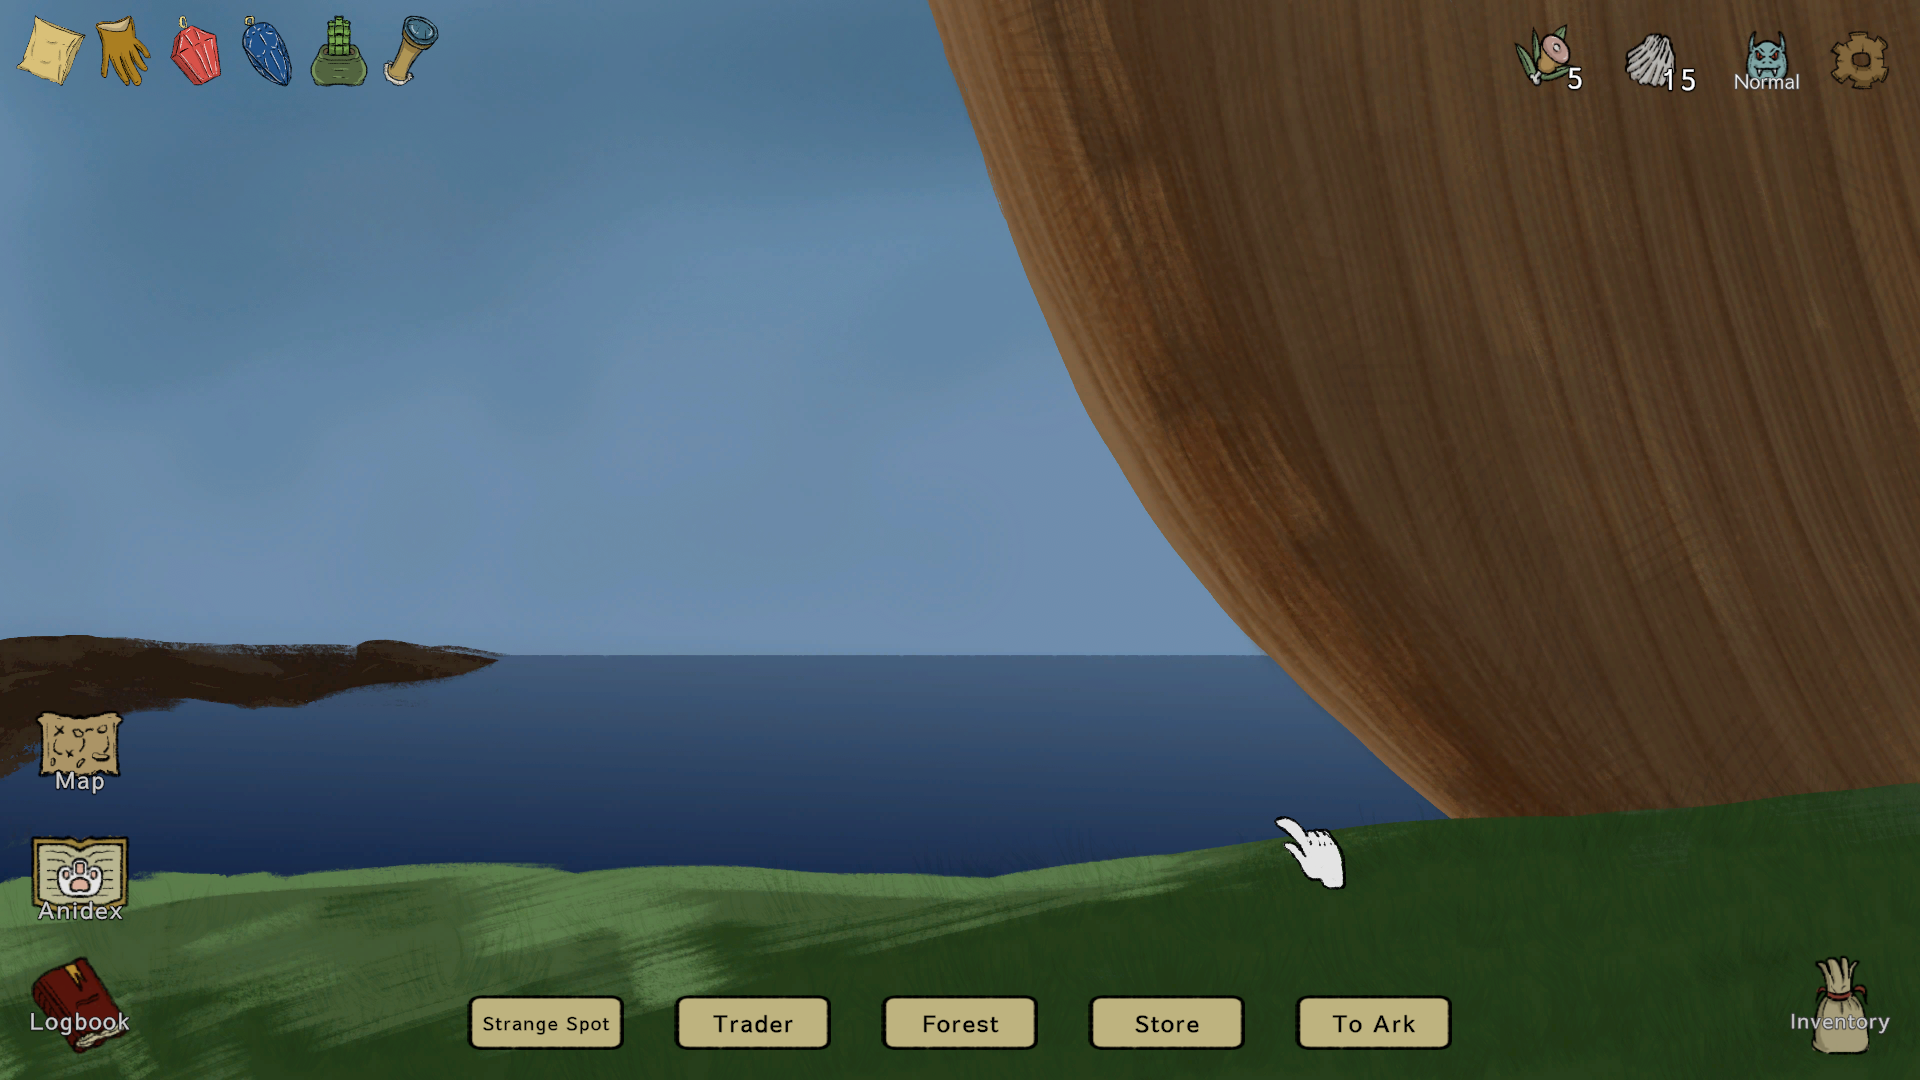 5
15
Normal
Map
Anidex
Logbook
Strange Spot
Trader
Forest
Store
To Ark
Inventory